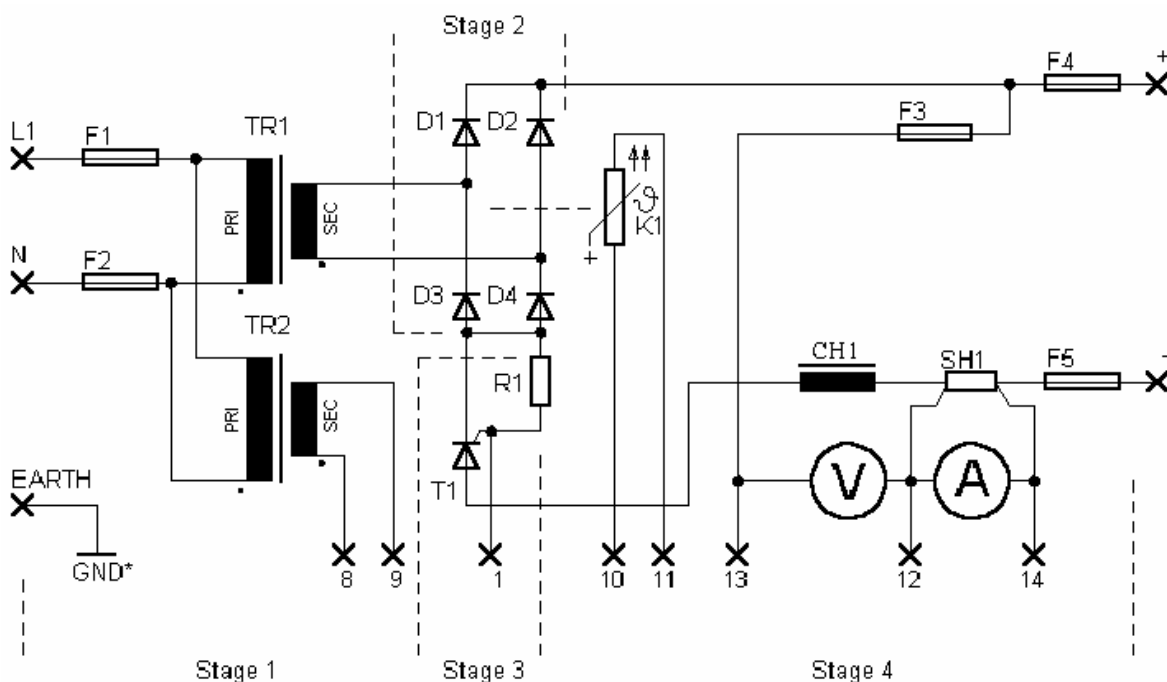 Stage 2
F4
+
F3
D1
D2
TR1
L1
F1
PRI
SEC
ϑ
K1
+
N
F2
D3
D4
TR2
CH1
SH1
F5
-
R1
PRI
SEC
V
A
EARTH
T1
GND*
8
9
1
10
11
13
12
14
Stage 1
Stage 3
Stage 4